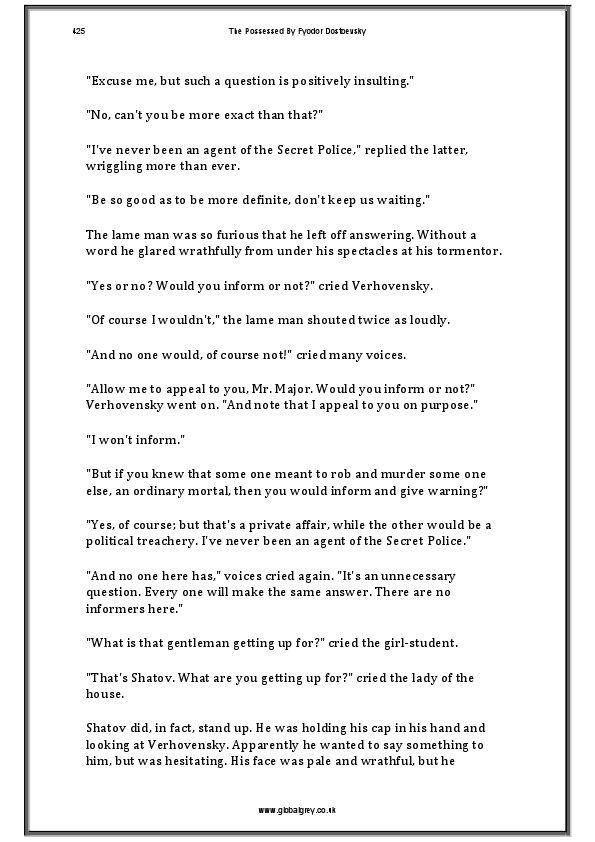 425 The Possessed By Fyodor Dostoevsky
"Excuse me, but such a question is positively insulting."
"No, can't you be more exact than that?"
"I've never been an agent of the Secret Police," replied the latter,
wriggling more than ever.
"Be so good as to be more definite, don't keep us waiting."
The lame man was so furious that he left off answering. Without a
word he glared wrathfully from under his spectacles at his tormentor.
"Yes or no? Would you inform or not?" cried Verhovensky.
"Of course I wouldn't," the lame man shouted twice as loudly.
"And no one would, of course not!" cried many voices.
"Allow me to appeal to you, Mr. Major. Would you inform or not?"
Verhovensky went on. "And note that I appeal to you on purpose."
"I won't inform."
"But if you knew that some one meant to rob and murder some one
else, an ordinary mortal, then you would inform and give warning?"
"Yes, of course; but that's a private affair, while the other would be a
political treachery. I've never been an agent of the Secret Police."
"And no one here has," voices cried again. "It's an unnecessary
question. Every one will make the same answer. There are no
informers here."
"What is that gentleman getting up for?" cried the girl-student.
"That's Shatov. What are you getting up for?" cried the lady of the
house.
Shatov did, in fact, stand up. He was holding his cap in his hand and
looking at Verhovensky. Apparently he wanted to say something to
him, but was hesitating. His face was pale and wrathful, but he
www.globalgrey.co.uk